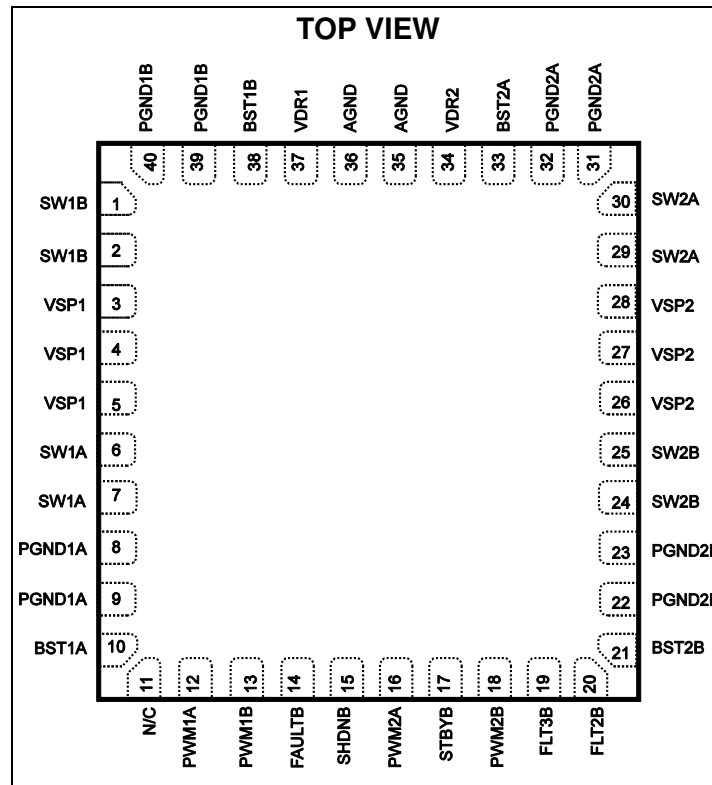 TOP VIEW
PGND1B
PGND1B
BST1B
VDR1
AGND
AGND
VDR2
BST2A
PGND2A
PGND2A
40
39
38
37
36
35
34
33
32
31
SW1B 1
30 SW2A
SW1B 2
29 SW2A
VSP1 3
28 VSP2
VSP1 4
27 VSP2
VSP1 5
26 VSP2
SW1A 6
25 SW2B
SW1A 7
24 SW2B
PGND1A 8
23
PGND1A 9
22
BST1A 10
21 BST2B
11
12
13
14
15
16
17
18
19
20
N/C
PWM1A
PWM1B
FAULTB
SHDNB
PWM2A
STBYB
PWM2B
FLT3B
FLT2B